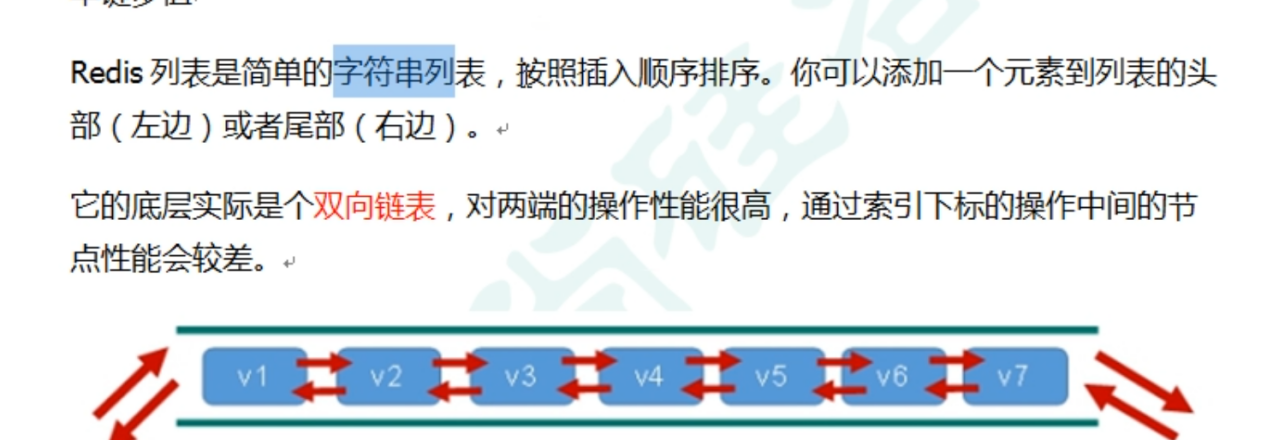 Redis 列表是简单的字符串列表，按照插入顺序排序。你可以添加一个元素到列表的头
部（左边）或者尾部（右边）。
它的底层实际是个双向链表，对两端的操作性能很高，通过索引下标的操作中间的节
点性能会较差。
v1 v2 v3 v4 v5 v6 v7